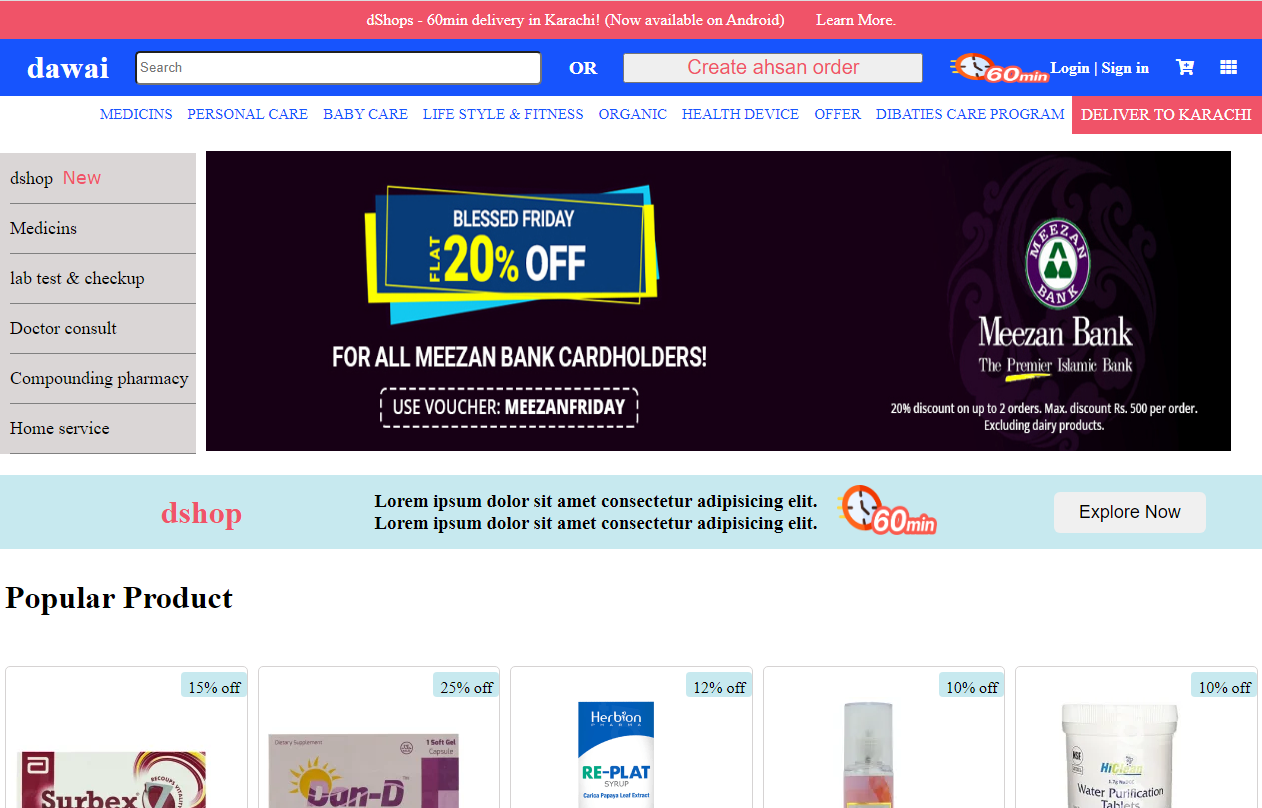 dShops - 60min delivery in Karachi! (Now available on Android) Learn More.
dawai Search OR Create ahsan order 60min Login | Sign in
MEDICINS PERSONAL CARE BABY CARE LIFE STYLE & FITNESS ORGANIC HEALTH DEVICE OFFER DIBATIES CARE PROGRAM DELIVER TO KARACHI
dshop New
Medicins
lab test & checkup
Doctor consult
Compounding pharmacy
Home service
BLESSED FRIDAY
FLAT 20% OFF
FOR ALL MEEZAN BANK CARDHOLDERS!
USE VOUCHER: MEEZANFRIDAY
MEEZAN BANK
Meezan Bank
The Premier Islamic Bank
20% discount on up to 2 orders. Max. discount Rs. 500 per order.
Excluding dairy products.
dshop
Lorem ipsum dolor sit amet consectetur adipisicing elit.
Lorem ipsum dolor sit amet consectetur adipisicing elit.
60min
Explore Now
Popular Product
15% off
RECOUPS VITALITY
Surbex
25% off
Dietary Supplement
1 Soft Gel
Capsule
Dan-D
12% off
Herbion
PHARMA
RE-PLAT
SYRUP
Carica Papaya Leaf Extract
10% off
10% off
NSF
HiClean
Water Purification
Tablets